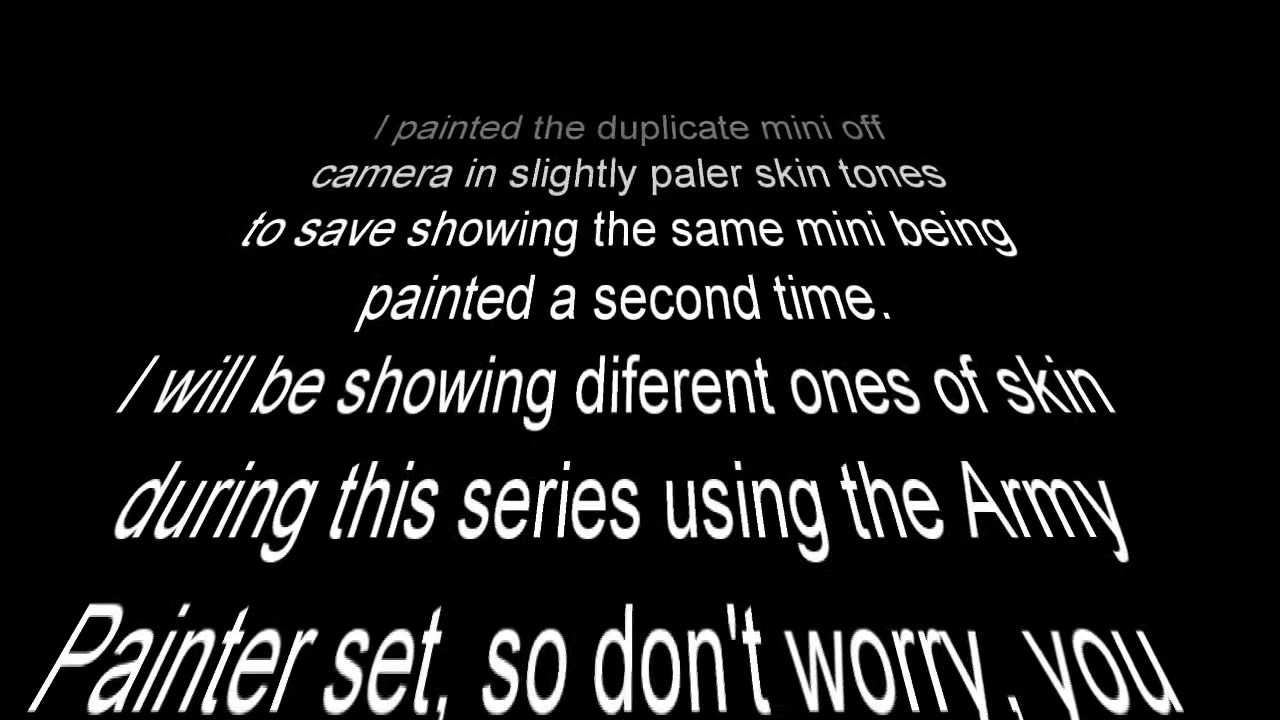 I painted the duplicate mini off
camera in slightly paler skin tones
to save showing the same mini being
painted a second time.
I will be showing diferent ones of skin
during this series using the Army
Painter set, so don't worry, you